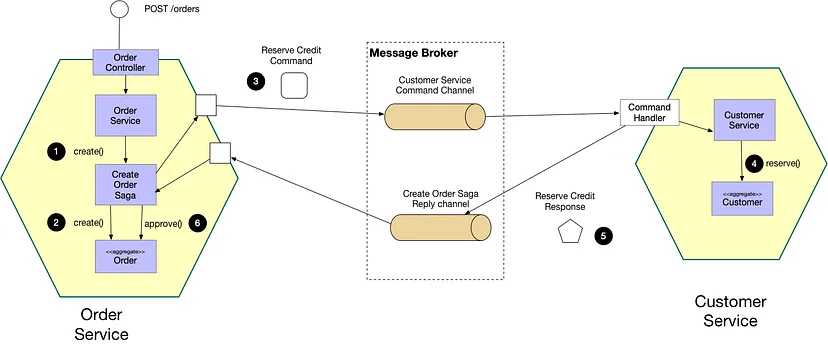 POST /orders
Order
Controller
Order
Service
1
create()
Create
Order
Saga
2
create()
approve()
6
<<aggregate>>
Order
Order
Service
Reserve Credit
Command
3
Message Broker
Customer Service
Command Channel
Create Order Saga
Reply channel
Reserve Credit
Response
5
Command
Handler
Customer
Service
4
reserve()
<<aggregate>>
Customer
Customer
Service